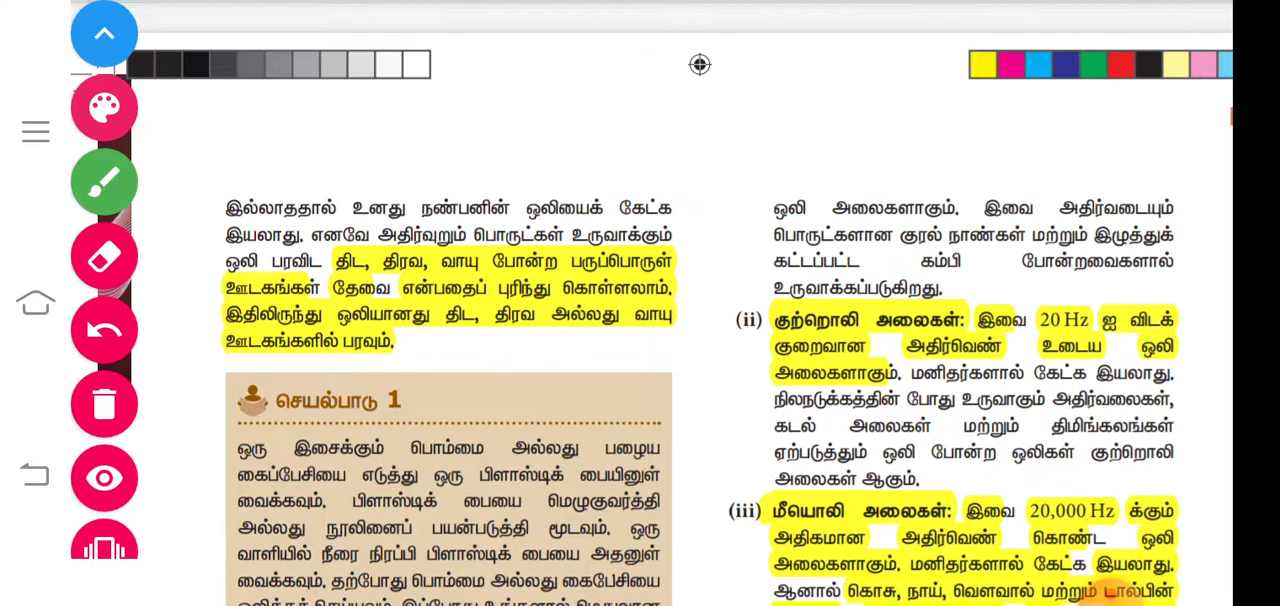 இல்லாததால் உனது நண்பனின் ஒலியைக் கேட்க
இயலாது. எனவே அதிர்வுறும் பொருட்கள் உருவாக்கும்
ஒலி பரவிட திட, திரவ, வாயு போன்ற பருப்பொருள்
ஊடகங்கள் தேவை என்பதைப் புரிந்து கொள்ளலாம்.
இதிலிருந்து ஒலியானது திட, திரவ அல்லது வாயு
ஊடகங்களில் பரவும்.
செயல்பாடு 1
ஒரு இசைக்கும் பொம்மை அல்லது பழைய
கைப்பேசியை எடுத்து ஒரு பிளாஸ்டிக் பையினுள்
வைக்கவும். பிளாஸ்டிக் பையை மெழுகுவர்த்தி
அல்லது நூலினைப் பயன்படுத்தி மூடவும். ஒரு
வாளியில் நீரை நிரப்பி பிளாஸ்டிக் பையை அதனுள்
வைக்கவும். தற்போது பொம்மை அல்லது கைபேசியை
ஒலி அலைகளாகும். இவை அதிர்வடையும்
பொருட்களான குரல் நாண்கள் மற்றும் இழுத்துக்
கட்டப்பட்ட கம்பி போன்றவைகளால்
உருவாக்கப்படுகிறது.
(ii) குற்றொலி அலைகள்: இவை 20 Hz ஐ விடக்
குறைவான அதிர்வெண் உடைய ஒலி
அலைகளாகும். மனிதர்களால் கேட்க இயலாது.
நிலநடுக்கத்தின் போது உருவாகும் அதிர்வலைகள்,
கடல் அலைகள் மற்றும் திமிங்கலங்கள்
ஏற்படுத்தும் ஒலி போன்ற ஒலிகள் குற்றொலி
அலைகள் ஆகும்.
(iii) மீயொலி அலைகள்: இவை 20,000 Hz க்கும்
அதிகமான அதிர்வெண் கொண்ட ஒலி
அலைகளாகும். மனிதர்களால் கேட்க இயலாது.
ஆனால் கொசு, நாய், வௌவால் மற்றும் டால்பின்